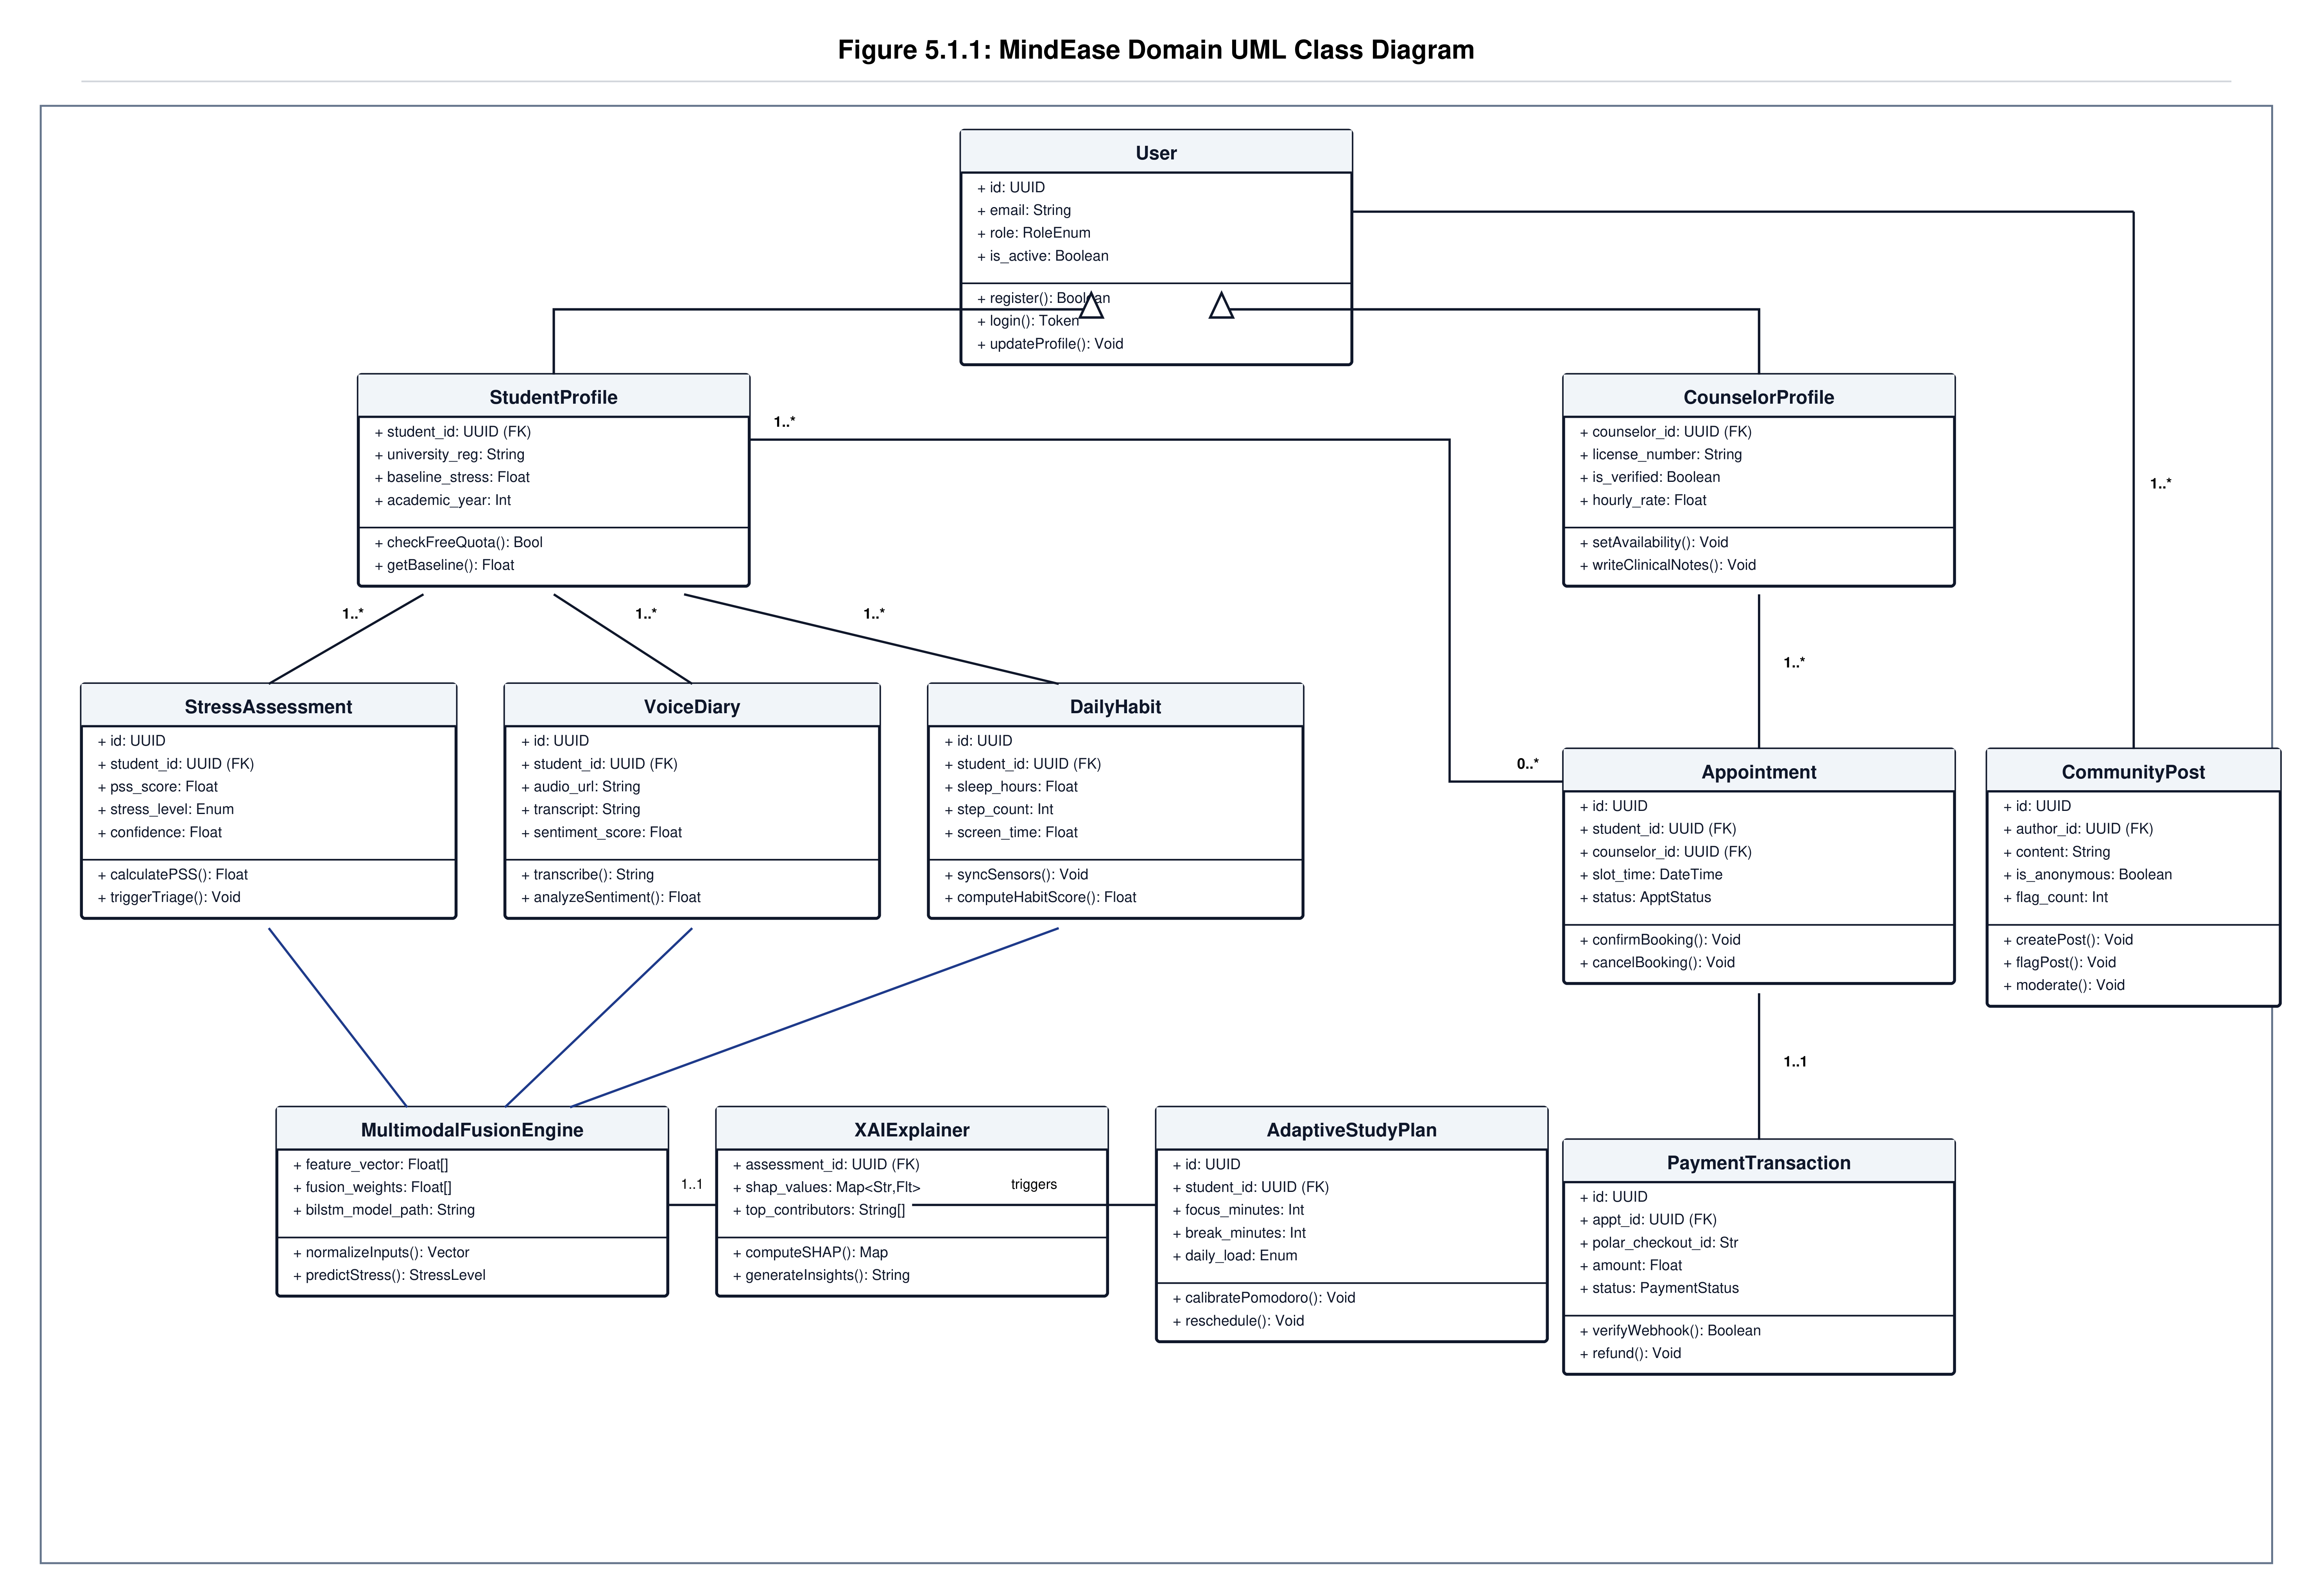 Figure 5.1.1: MindEase Domain UML Class Diagram
User
+ id: UUID
+ email: String
+ role: RoleEnum
+ is_active: Boolean
+ register(): Boolean
+ login(): Token
+ updateProfile(): Void
StudentProfile
+ student_id: UUID (FK)
+ university_reg: String
+ baseline_stress: Float
+ academic_year: Int
+ checkFreeQuota(): Bool
+ getBaseline(): Float
1..*
CounselorProfile
+ counselor_id: UUID (FK)
+ license_number: String
+ is_verified: Boolean
+ hourly_rate: Float
+ setAvailability(): Void
+ writeClinicalNotes(): Void
1..*
1..*
1..*
1..*
1..*
0..*
StressAssessment
+ id: UUID
+ student_id: UUID (FK)
+ pss_score: Float
+ stress_level: Enum
+ confidence: Float
+ calculatePSS(): Float
+ triggerTriage(): Void
VoiceDiary
+ id: UUID
+ student_id: UUID (FK)
+ audio_url: String
+ transcript: String
+ sentiment_score: Float
+ transcribe(): String
+ analyzeSentiment(): Float
DailyHabit
+ id: UUID
+ student_id: UUID (FK)
+ sleep_hours: Float
+ step_count: Int
+ screen_time: Float
+ syncSensors(): Void
+ computeHabitScore(): Float
Appointment
+ id: UUID
+ student_id: UUID (FK)
+ counselor_id: UUID (FK)
+ slot_time: DateTime
+ status: ApptStatus
+ confirmBooking(): Void
+ cancelBooking(): Void
CommunityPost
+ id: UUID
+ author_id: UUID (FK)
+ content: String
+ is_anonymous: Boolean
+ flag_count: Int
+ createPost(): Void
+ flagPost(): Void
+ moderate(): Void
1..1
MultimodalFusionEngine
+ feature_vector: Float[]
+ fusion_weights: Float[]
+ bilstm_model_path: String
+ normalizeInputs(): Vector
+ predictStress(): StressLevel
1..1
XAIExplainer
+ assessment_id: UUID (FK)
+ shap_values: Map<Str,Flt>
+ top_contributors: String[]
+ computeSHAP(): Map
+ generateInsights(): String
triggers
AdaptiveStudyPlan
+ id: UUID
+ student_id: UUID (FK)
+ focus_minutes: Int
+ break_minutes: Int
+ daily_load: Enum
+ calibratePomodoro(): Void
+ reschedule(): Void
PaymentTransaction
+ id: UUID
+ appt_id: UUID (FK)
+ polar_checkout_id: Str
+ amount: Float
+ status: PaymentStatus
+ verifyWebhook(): Boolean
+ refund(): Void